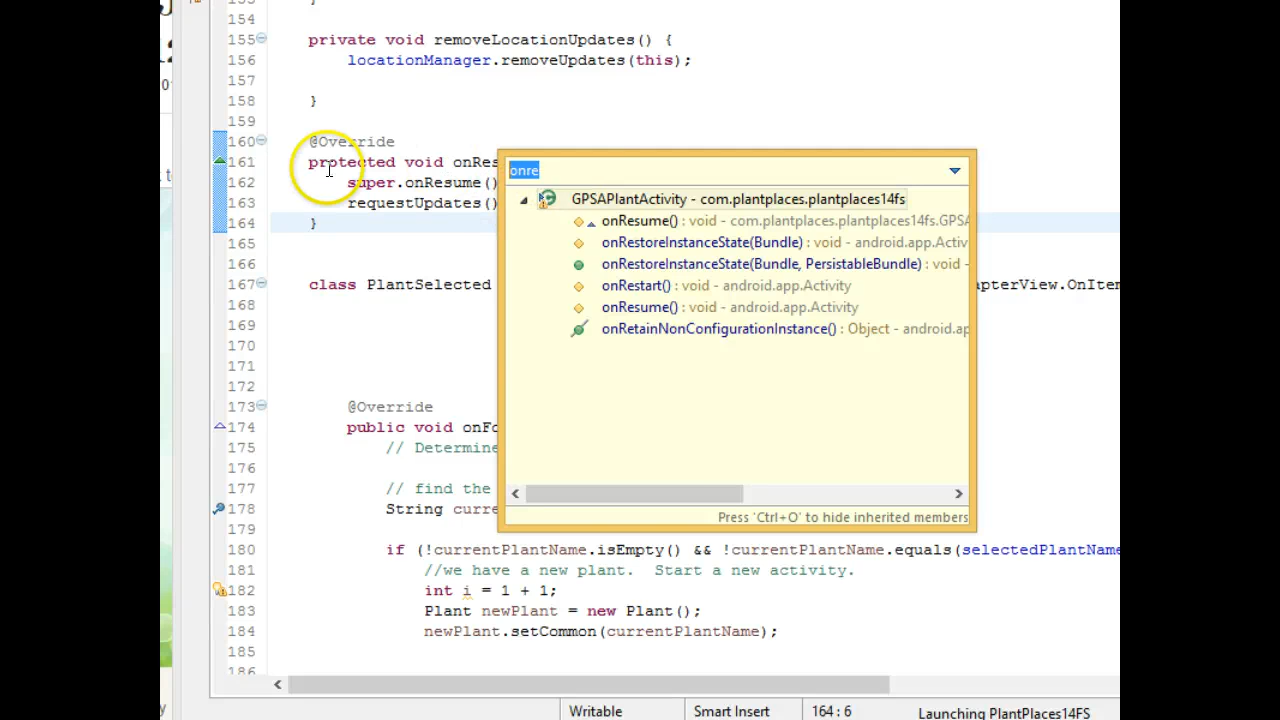 153 }
154
155 private void removeLocationUpdates() {
156 locationManager.removeUpdates(this);
157
158 }
159
160 @Override
161 protected void onRes
162 super.onResume()
163 requestUpdates()
164 }
165
166
167 class PlantSelected
apterView.OnItem
168
169
170
171
172
173 @Override
174 public void onFo
175 // Determine
176
177 // find the
178 String curre
179
180 if (!currentPlantName.isEmpty() && !currentPlantName.equals(selectedPlantName
181 //we have a new plant. Start a new activity.
182 int i = 1 + 1;
183 Plant newPlant = new Plant();
184 newPlant.setCommon(currentPlantName);
185
186
onre
GPSAPlantActivity - com.plantplaces.plantplaces14fs
onResume() : void - com.plantplaces.plantplaces14fs.GPSA
onRestoreInstanceState(Bundle) : void - android.app.Activ
onRestoreInstanceState(Bundle, PersistableBundle) : void -
onRestart() : void - android.app.Activity
onResume() : void - android.app.Activity
onRetainNonConfigurationInstance() : Object - android.ap
Press 'Ctrl+O' to hide inherited members
Writable
Smart Insert
164 : 6
Launching PlantPlaces14FS